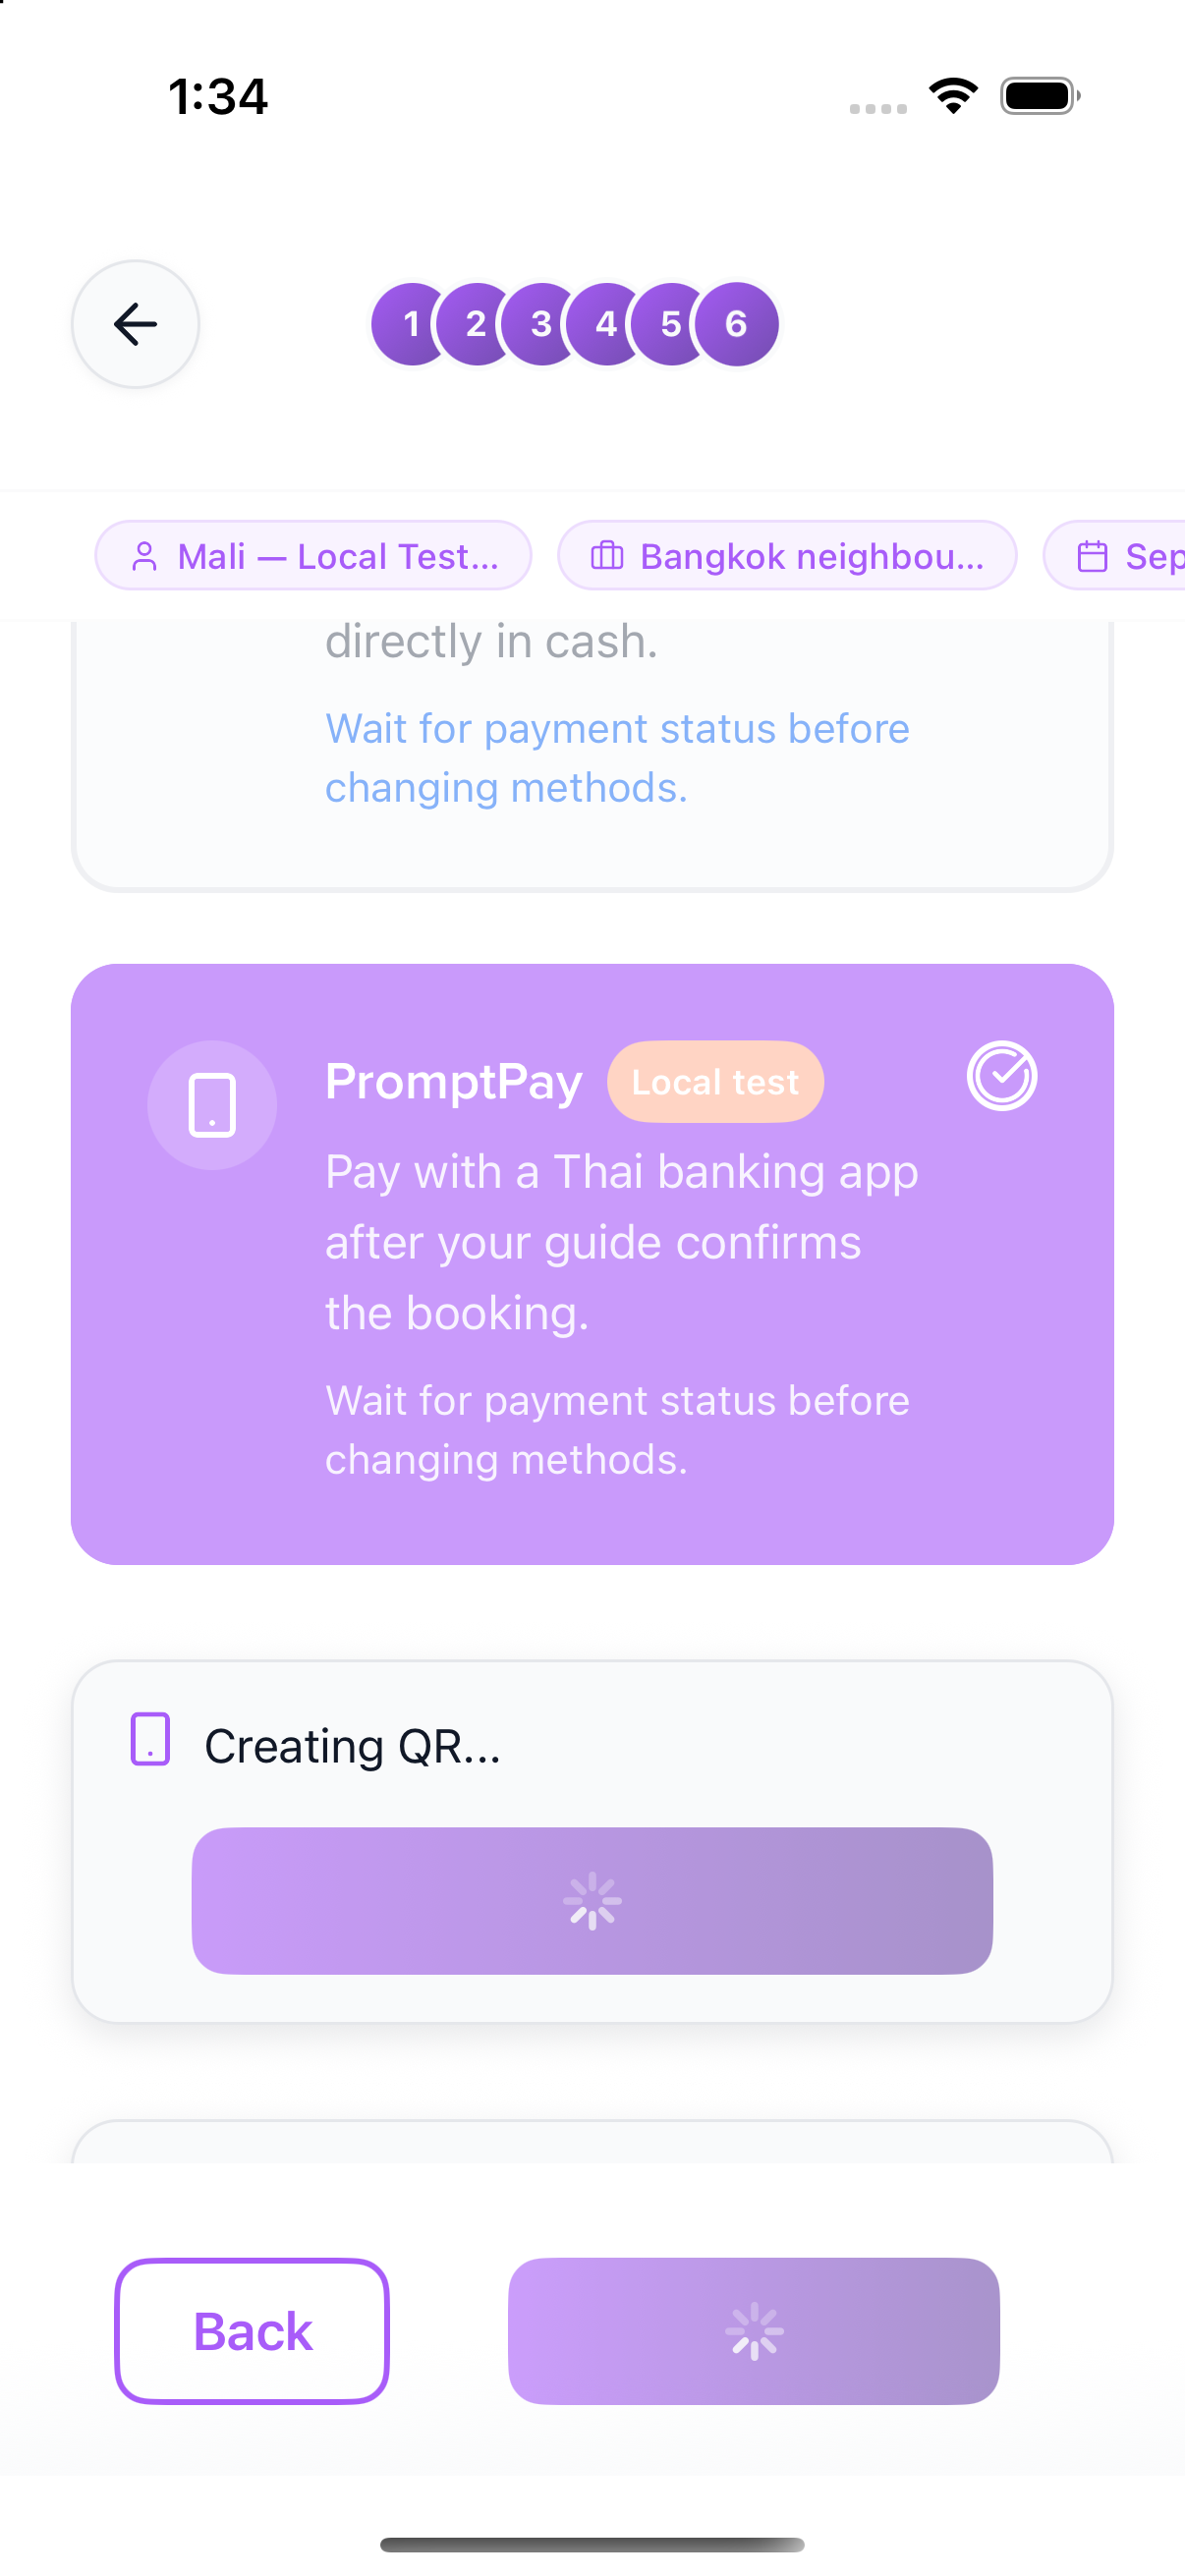 1:34
1 2 3 4 5 6
Mali — Local Test... Bangkok neighbou... Sep
directly in cash.
Wait for payment status before
changing methods.
PromptPay Local test
Pay with a Thai banking app
after your guide confirms
the booking.
Wait for payment status before
changing methods.
Creating QR...
Back